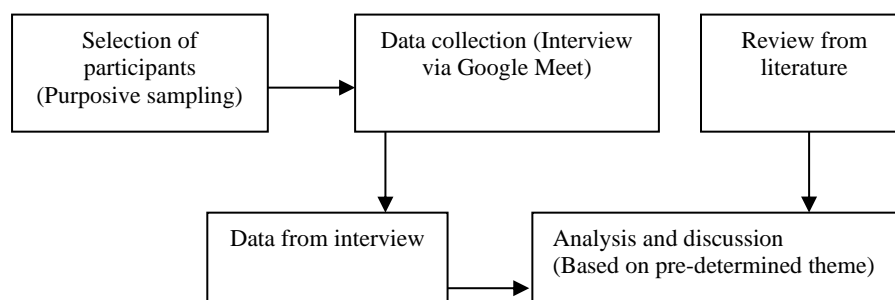 Selection of
participants
(Purposive sampling)
Data collection (Interview
via Google Meet)
Review from
literature
Data from interview
Analysis and discussion
(Based on pre-determined theme)